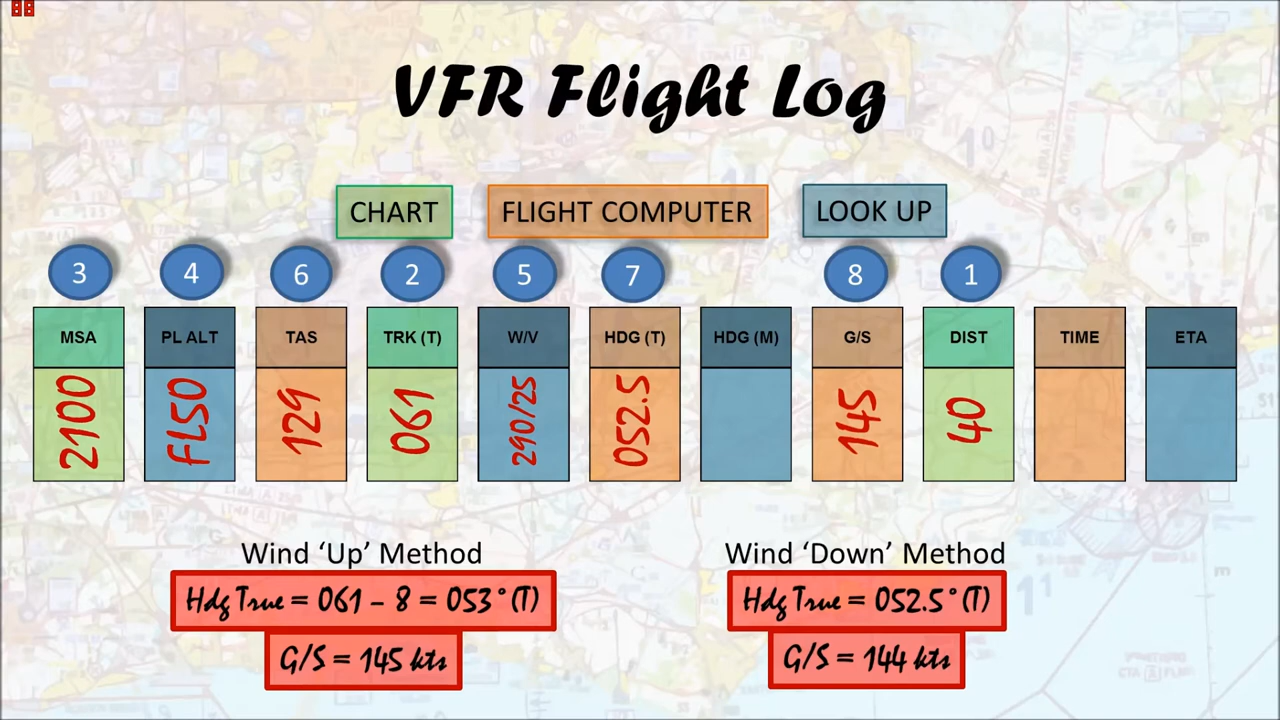 VFR Flight Log
CHART FLIGHT COMPUTER LOOK UP
3 4 6 2 5 7 8 1
MSA PL ALT TAS TRK (T) W/V HDG (T) HDG (M) G/S DIST TIME ETA
2100 FL50 129 061 290/25 052.5 145 40
Wind ‘Up’ Method Wind ‘Down’ Method
Hdg True = 061 – 8 = 053°(T) Hdg True = 052.5°(T)
G/S = 145 kts G/S = 144 kts